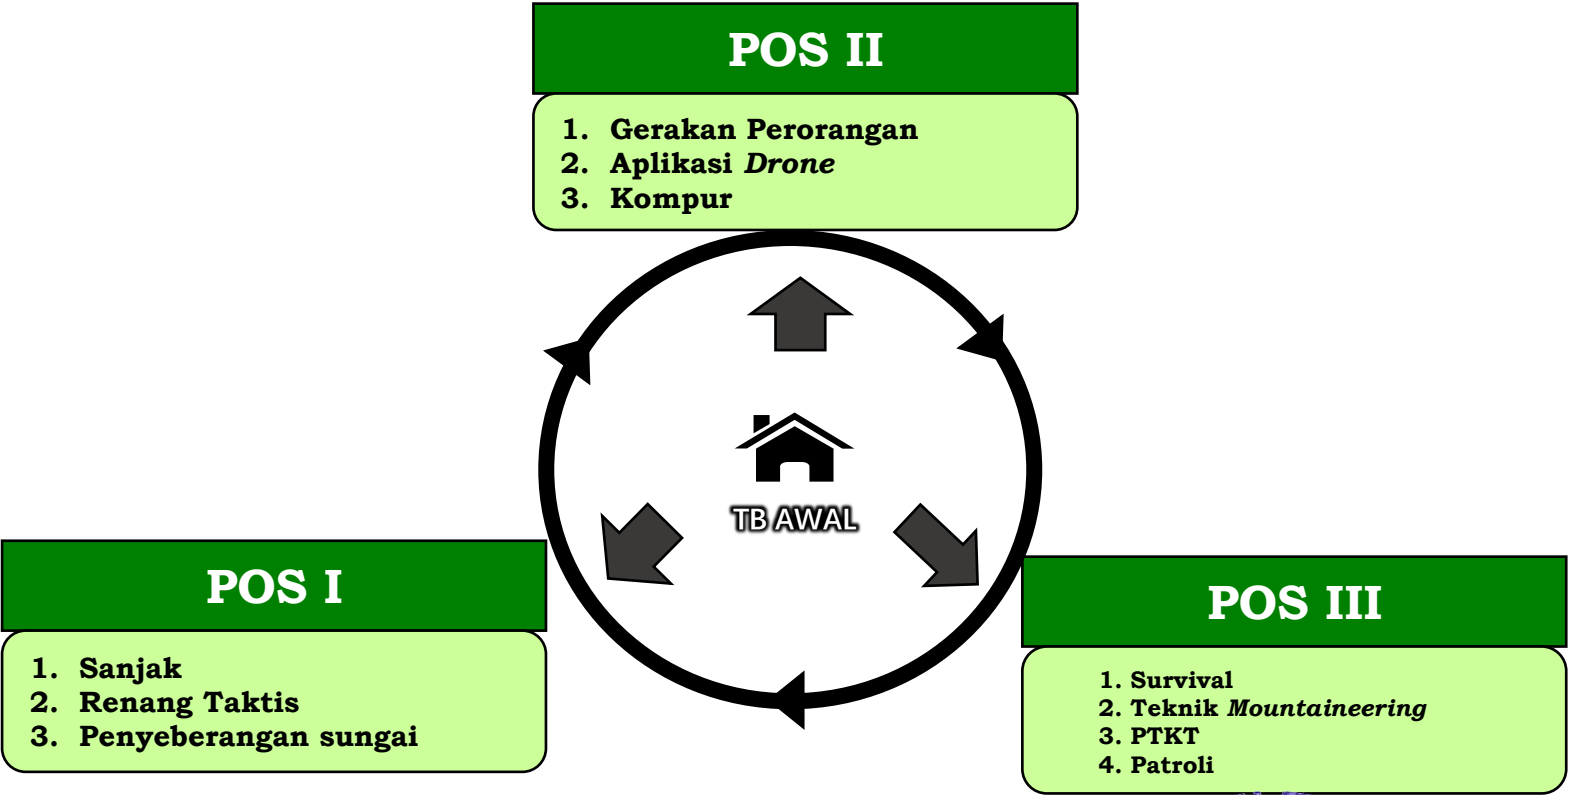 POS II
1. Gerakan Perorangan
2. Aplikasi Drone
3. Kompur
TB AWAL
POS I
1. Sanjak
2. Renang Taktis
3. Penyeberangan sungai
POS III
1. Survival
2. Teknik Mountaineering
3. PTKT
4. Patroli